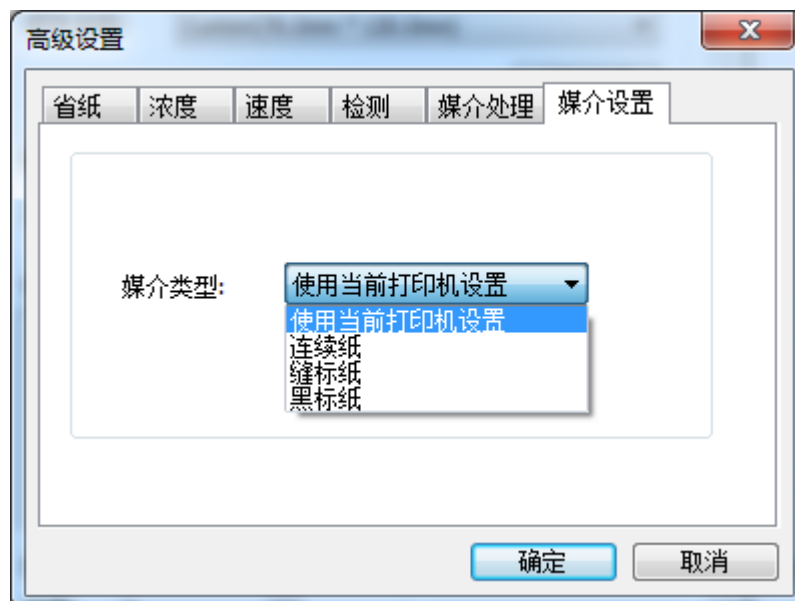 高级设置
省纸 浓度 速度 检测 媒介处理 媒介设置
媒介类型: 使用当前打印机设置
使用当前打印机设置
连续纸
缝标纸
黑标纸
确定 取消